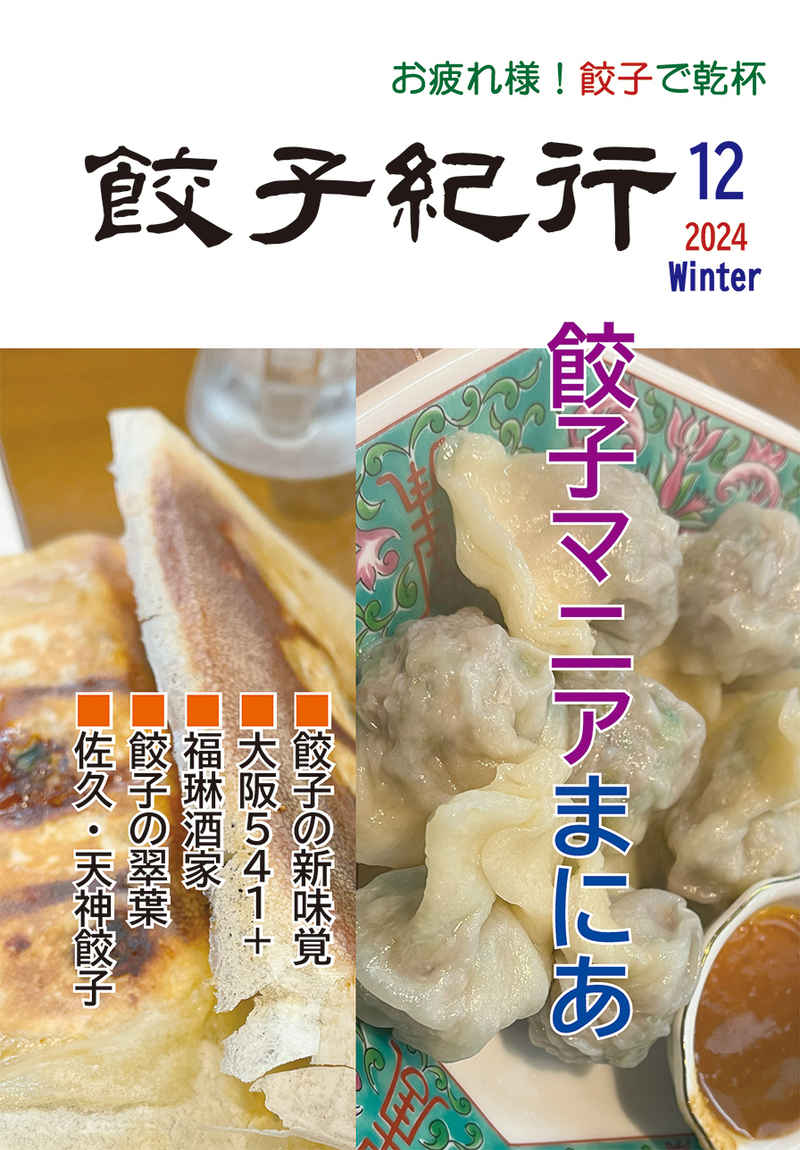 お疲れ様！餃子で乾杯
餃子紀行
12
2024
Winter
餃子マニアまにあ
■餃子の新味覚
■大阪541＋
■福琳酒家
■餃子の翠葉
■佐久・天神餃子